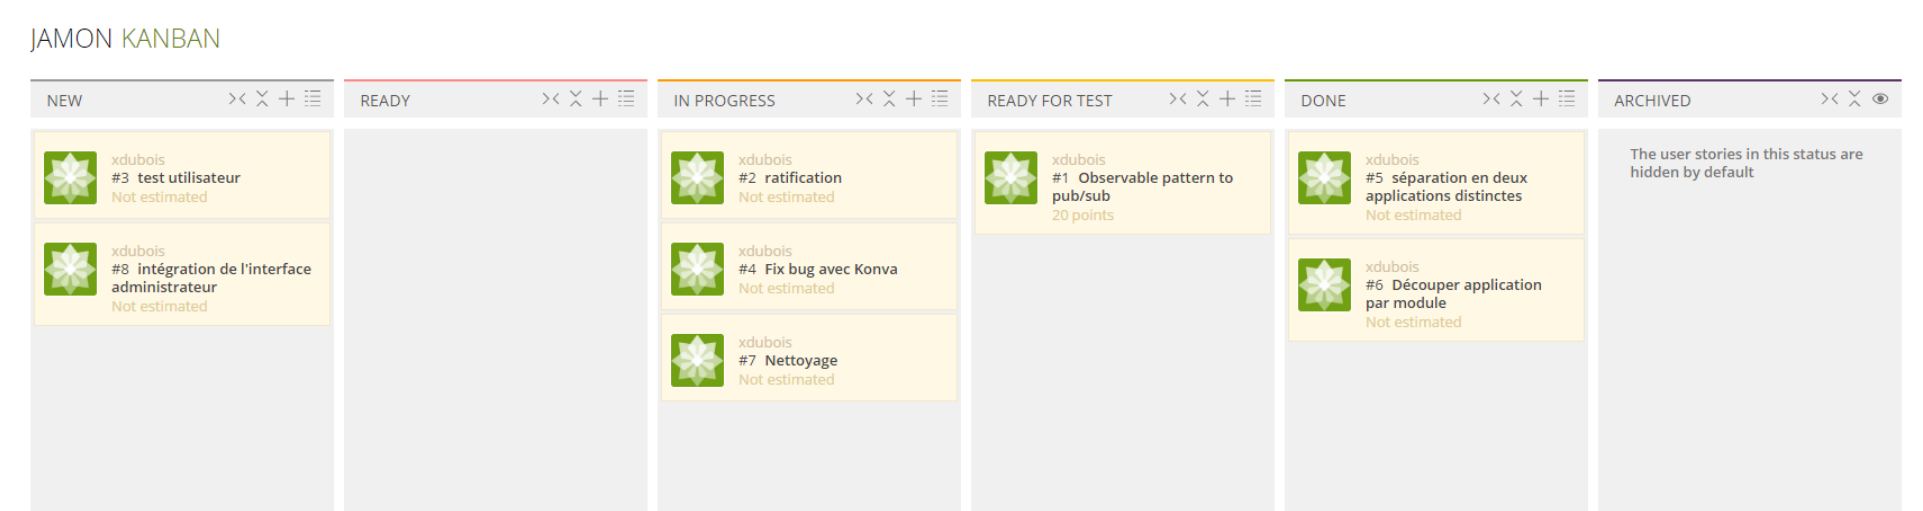 JAMON KANBAN
NEW
xdubois
#3 test utilisateur
Not estimated
xdubois
#8 intégration de l'interface
administrateur
Not estimated
READY
IN PROGRESS
xdubois
#2 ratification
Not estimated
xdubois
#4 Fix bug avec Konva
Not estimated
xdubois
#7 Nettoyage
Not estimated
READY FOR TEST
xdubois
#1 Observable pattern to
pub/sub
20 points
DONE
xdubois
#5 séparation en deux
applications distinctes
Not estimated
xdubois
#6 Découper application
par module
Not estimated
ARCHIVED
The user stories in this status are
hidden by default